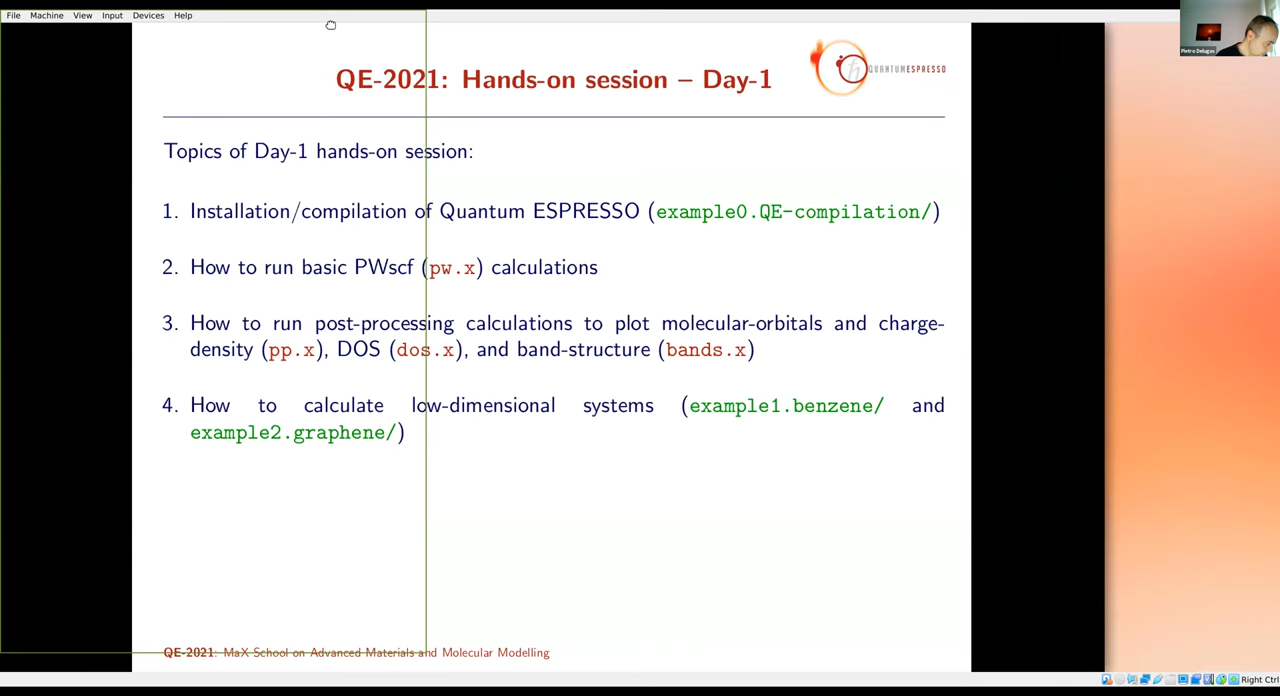 File Machine View Input Devices Help
Pietro Delugas
QE-2021: Hands-on session – Day-1
QUANTUMESPRESSO
Topics of Day-1 hands-on session:
1. Installation/compilation of Quantum ESPRESSO (example0.QE-compilation/)
2. How to run basic PWscf (pw.x) calculations
3. How to run post-processing calculations to plot molecular-orbitals and charge-
density (pp.x), DOS (dos.x), and band-structure (bands.x)
4. How to calculate low-dimensional systems (example1.benzene/ and
example2.graphene/)
QE-2021: MaX School on Advanced Materials and Molecular Modelling
Right Ctrl